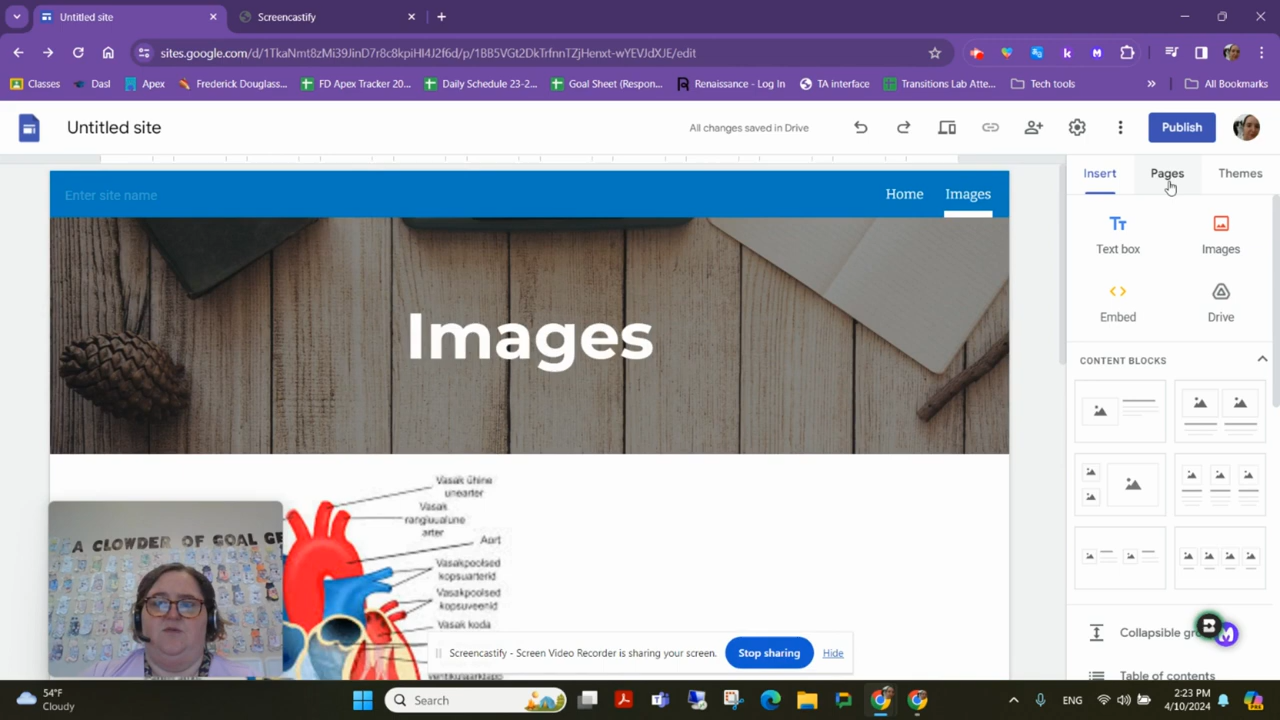 Untitled site
Screencastify
sites.google.com/d/1TkaNmt8zMi39JinD7r8c8kpiHI4J2f6d/p/1BB5VGt2DkTrfnnTZjHenxt-wYEVJdXJE/edit
Classes
Dasl
Apex
Frederick Douglass...
FD Apex Tracker 20...
Daily Schedule 23-2...
Goal Sheet (Respon...
Renaissance - Log In
TA interface
Transitions Lab Atte...
Tech tools
All Bookmarks
Untitled site
All changes saved in Drive
Publish
Insert
Pages
Themes
Enter site name
Home
Images
Text box
Images
Embed
Drive
Images
CONTENT BLOCKS
Vasak ühine
unearter
Vasak
rangluualune
arter
Aort
Vasakpoolsed
kopsuarterid
Vasakpoolsed
kopsuveenid
Vasak koda
A CLOWDER OF GOAL GE
Collapsible gro
Screencastify - Screen Video Recorder is sharing your screen.
Stop sharing
Hide
Table of contents
54°F
Cloudy
Search
ENG
2:23 PM
4/10/2024